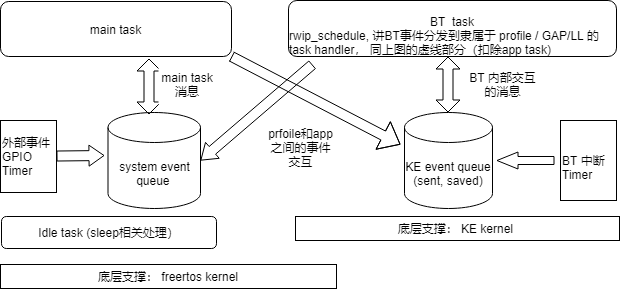 main task
BT task
rwip_schedule, 讲BT事件分发到隶属于 profile / GAP/LL 的
task handler， 同上图的虚线部分（扣除app task)
main task
消息
BT 内部交互
的消息
prfoile和app
之间的事件
交互
外部事件
GPIO
Timer
system event
queue
KE event queue
(sent, saved)
BT 中断
Timer
Idle task (sleep相关处理）
底层支撑： KE kernel
底层支撑： freertos kernel